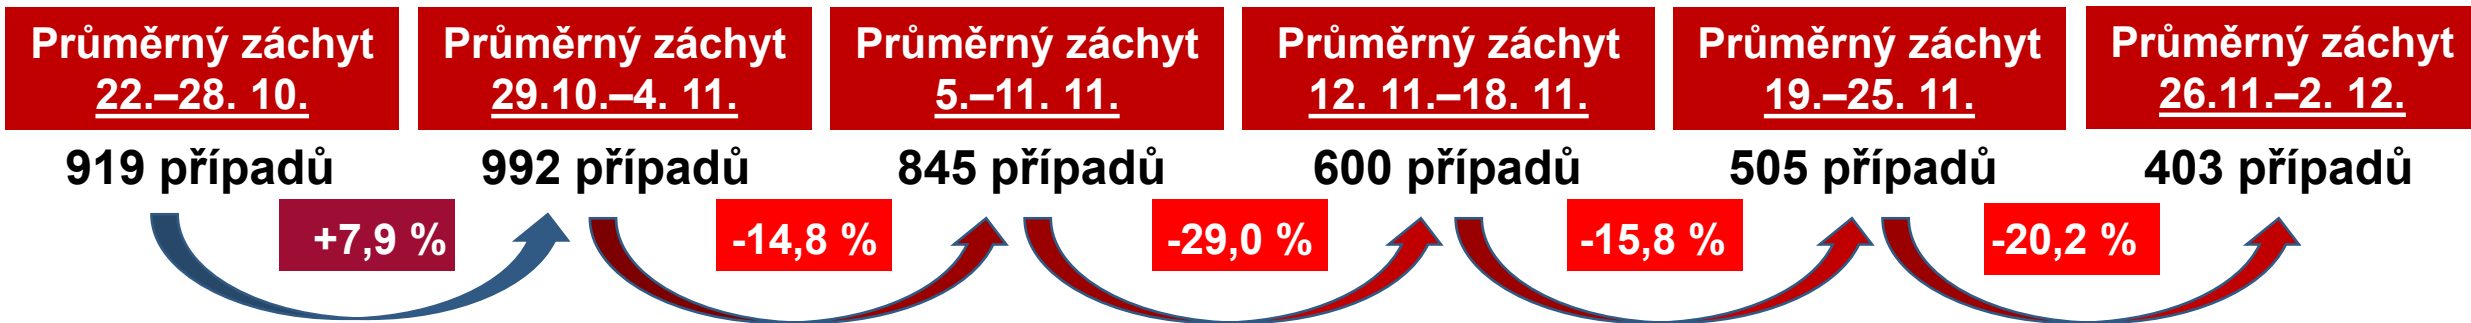 Průměrný záchyt
22.–28. 10.
919 případů
+7,9 %
Průměrný záchyt
29.10.–4. 11.
992 případů
-14,8 %
Průměrný záchyt
5.–11. 11.
845 případů
-29,0 %
Průměrný záchyt
12. 11.–18. 11.
600 případů
-15,8 %
Průměrný záchyt
19.–25. 11.
505 případů
-20,2 %
Průměrný záchyt
26.11.–2. 12.
403 případů